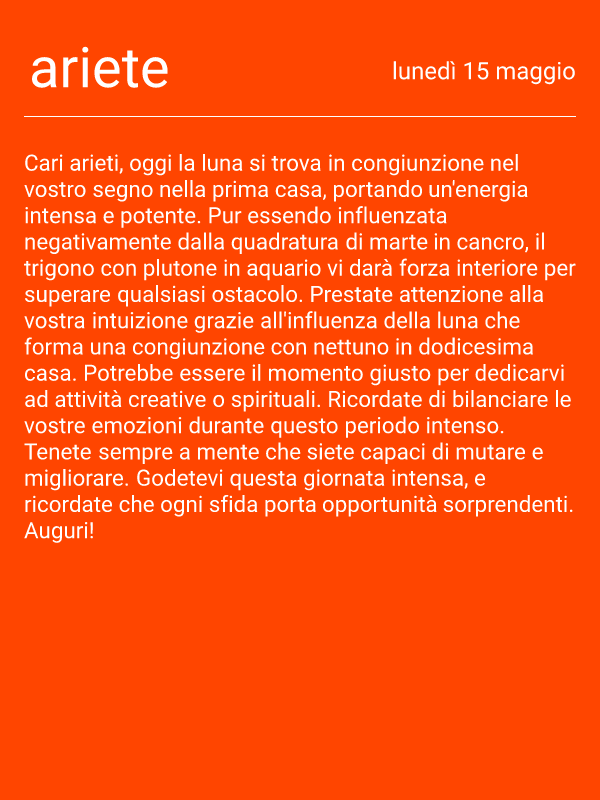 ariete
lunedì 15 maggio
Cari arieti, oggi la luna si trova in congiunzione nel
vostro segno nella prima casa, portando un'energia
intensa e potente. Pur essendo influenzata
negativamente dalla quadratura di marte in cancro, il
trigono con plutone in aquario vi darà forza interiore per
superare qualsiasi ostacolo. Prestate attenzione alla
vostra intuizione grazie all'influenza della luna che
forma una congiunzione con nettuno in dodicesima
casa. Potrebbe essere il momento giusto per dedicarvi
ad attività creative o spirituali. Ricordate di bilanciare le
vostre emozioni durante questo periodo intenso.
Tenete sempre a mente che siete capaci di mutare e
migliorare. Godetevi questa giornata intensa, e
ricordate che ogni sfida porta opportunità sorprendenti.
Auguri!